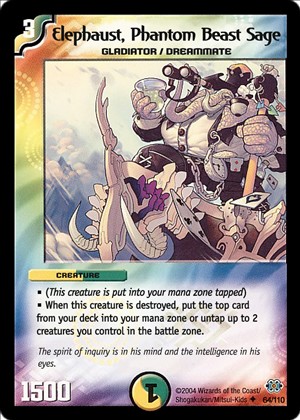 3
Elephaust, Phantom Beast Sage
GLADIATOR / DREAMMATE
CREATURE
▪ (This creature is put into your mana zone tapped)
▪ When this creature is destroyed, put the top card
from your deck into your mana zone or untap up to 2
creatures you control in the battle zone.
The spirit of inquiry is in his mind and the intelligence in his
eyes.
1500
1
©2004 Wizards of the Coast/
Shogakukan/Mitsui-Kids ♦ 64/110